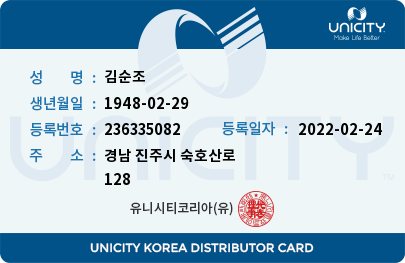 UNICITY
Make Life Better
성 명 : 김순조
생년월일 : 1948-02-29
등록번호 : 236335082 등록일자 : 2022-02-24
주 소 : 경남 진주시 숙호산로
128
유니시티코리아(유)
UNICITY
TM
UNICITY KOREA DISTRIBUTOR CARD